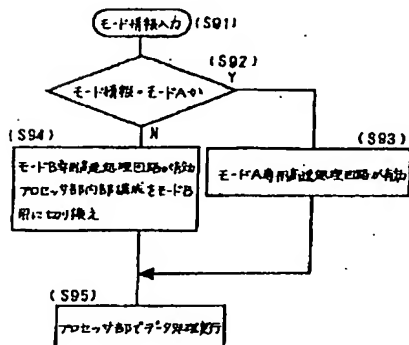 モード情報入力 (S91)
(S92)
モード情報=モードAか
Y
N
(S94)
モードB専用高速処理回路が有効
プロセッサ部内部構成をモードB
用に切り換え
(S93)
モードA専用高速処理回路が有効
(S95)
プロセッサ部でデータ処理実行